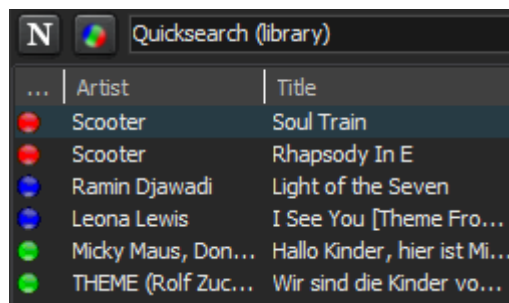 N Quicksearch (library)
... Artist Title
Scooter Soul Train
Scooter Rhapsody In E
Ramin Djawadi Light of the Seven
Leona Lewis I See You [Theme Fro...
Micky Maus, Don... Hallo Kinder, hier ist Mi...
THEME (Rolf Zuc... Wir sind die Kinder vo...